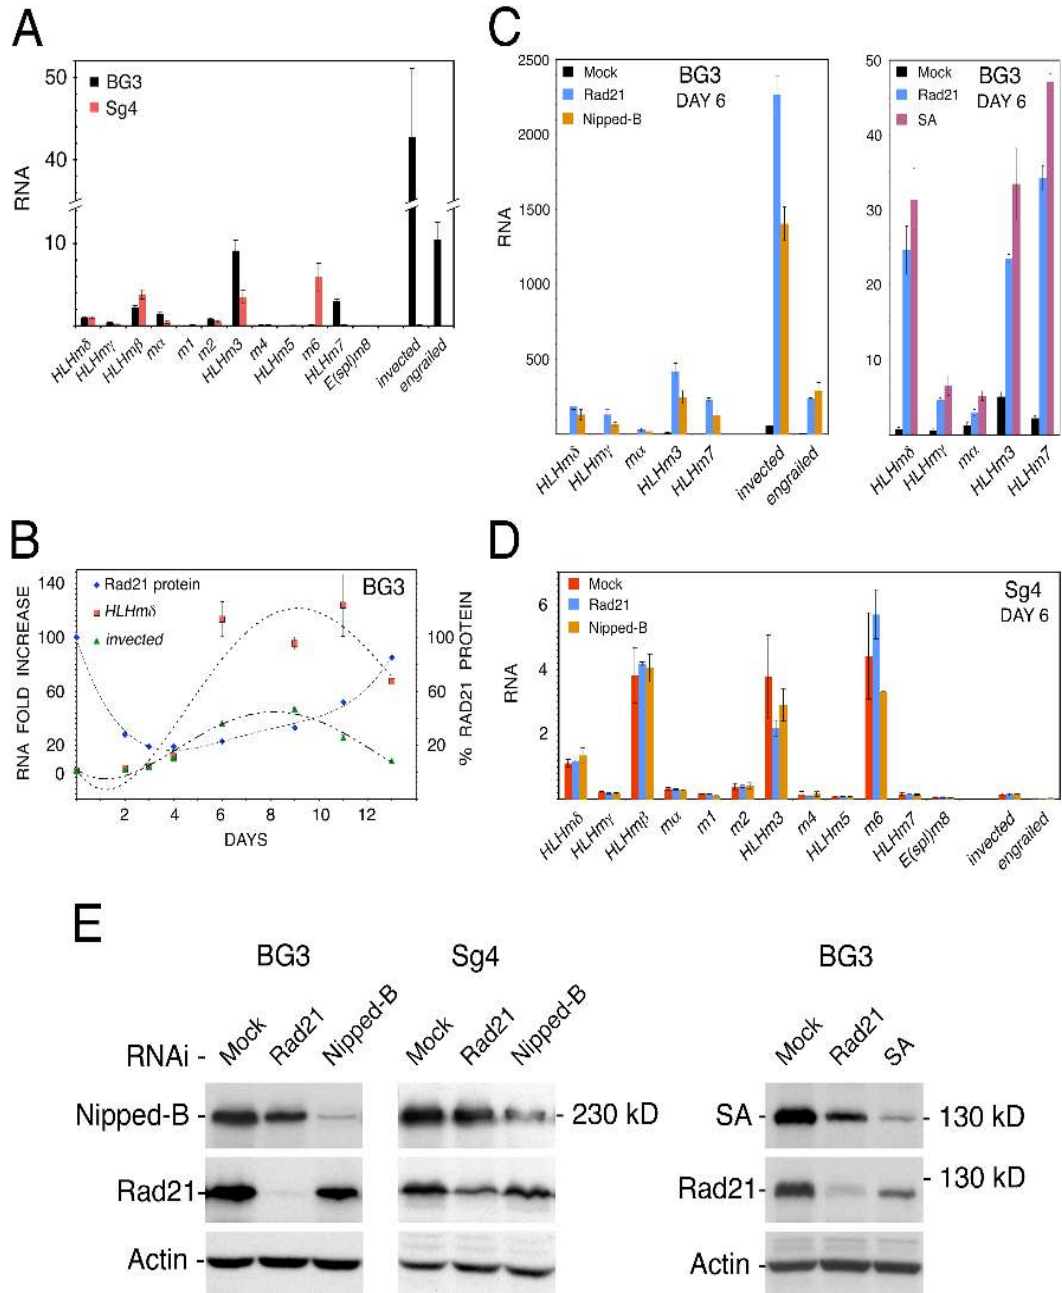 A
50
40
10
RNA
BG3
Sg4
HLHmδ
HLHmγ
HLHmβ
mα
m1
m2
HLHm3
m4
HLHm5
m6
HLHm7
E(spl)m8
invected
engrailed
B
BG3
140
100
60
20
0
RNA FOLD INCREASE
Rad21 protein
HLHmδ
invected
100
60
20
% RAD21 PROTEIN
2
4
6
8
10
12
DAYS
C
2500
2000
1500
1000
500
RNA
Mock
Rad21
Nipped-B
BG3
DAY 6
HLHmδ
HLHmγ
mα
HLHm3
HLHm7
invected
engrailed
50
40
30
20
10
Mock
Rad21
SA
BG3
DAY 6
HLHmδ
HLHmγ
mα
HLHm3
HLHm7
D
6
4
2
RNA
Mock
Rad21
Nipped-B
Sg4
DAY 6
HLHmδ
HLHmγ
HLHmβ
mα
m1
m2
HLHm3
m4
HLHm5
m6
HLHm7
E(spl)m8
invected
engrailed
E
BG3
Sg4
BG3
RNAi -
Mock
Rad21
Nipped-B
Mock
Rad21
Nipped-B
Mock
Rad21
SA
Nipped-B -
- 230 kD
SA -
- 130 kD
Rad21 -
Rad21 -
- 130 kD
Actin -
Actin -